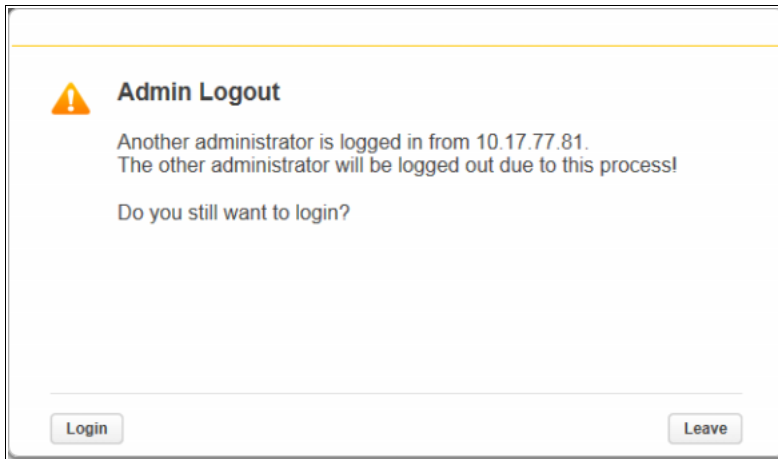 Admin Logout
Another administrator is logged in from 10.17.77.81.
The other administrator will be logged out due to this process!
Do you still want to login?
Login
Leave